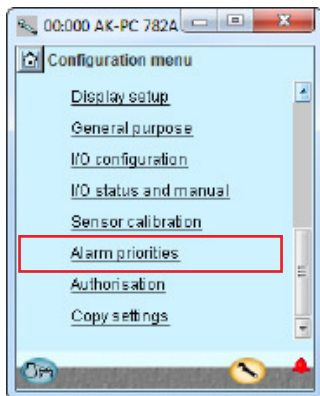 00:000 AK-PC 782A
Configuration menu
Display setup
General purpose
I/O configuration
I/O status and manual
Sensor calibration
Alarm priorities
Authorisation
Copy settings